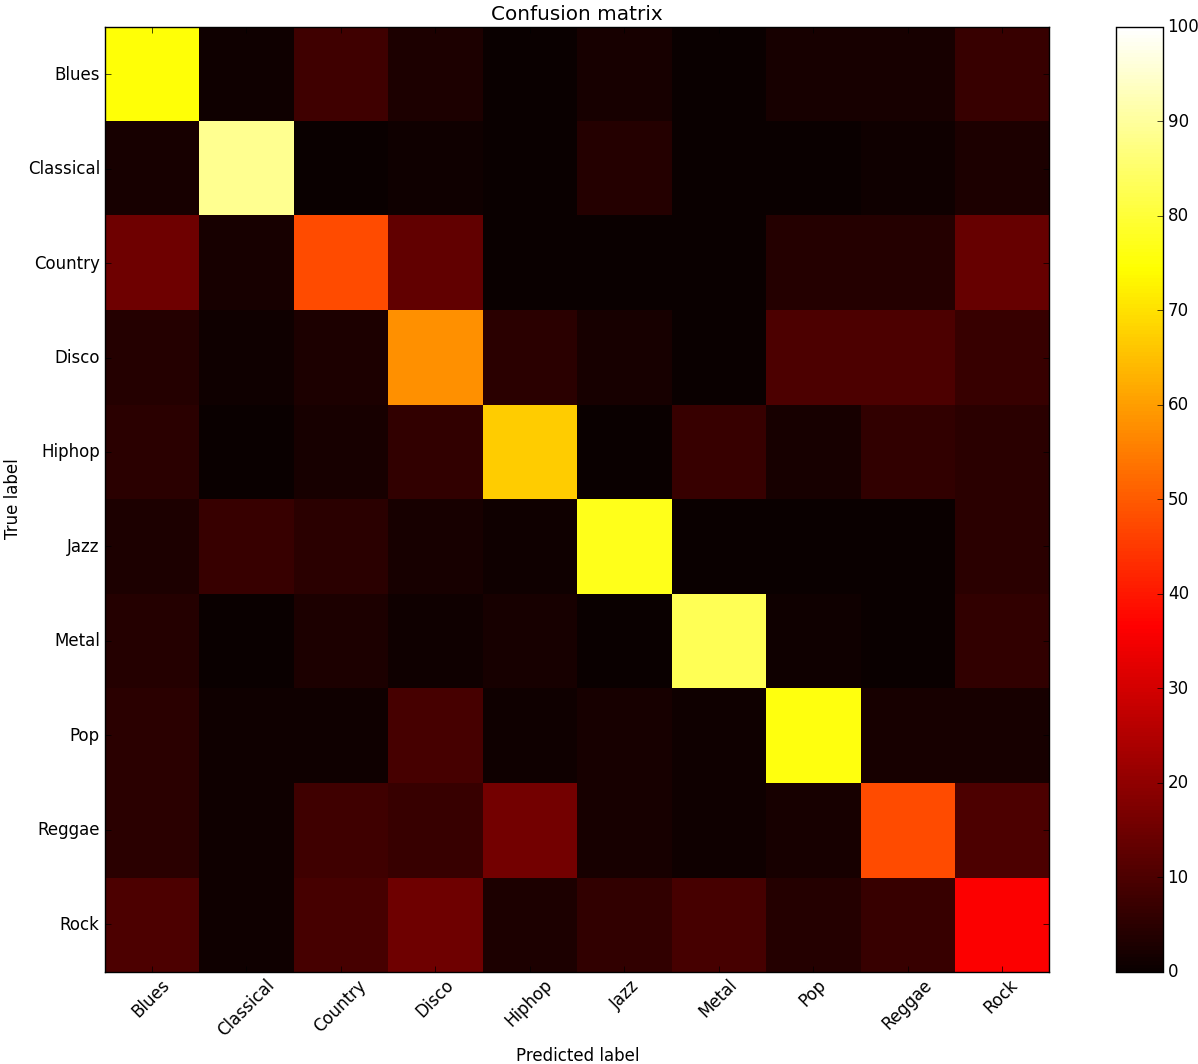 Confusion matrix
Blues
Classical
Country
Disco
Hiphop
Jazz
Metal
Pop
Reggae
Rock
True label
Blues
Classical
Country
Disco
Hiphop
Jazz
Metal
Pop
Reggae
Rock
Predicted label
100
90
80
70
60
50
40
30
20
10
0